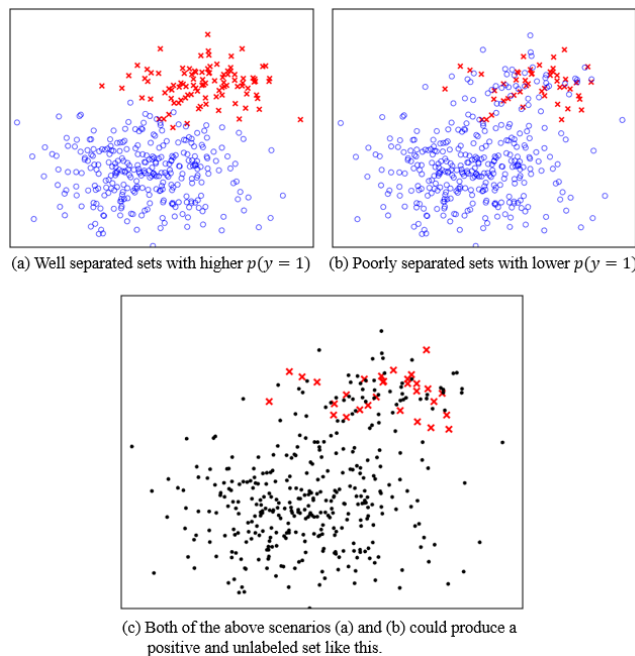 (a) Well separated sets with higher p(y = 1)
(b) Poorly separated sets with lower p(y = 1)
(c) Both of the above scenarios (a) and (b) could produce a
positive and unlabeled set like this.